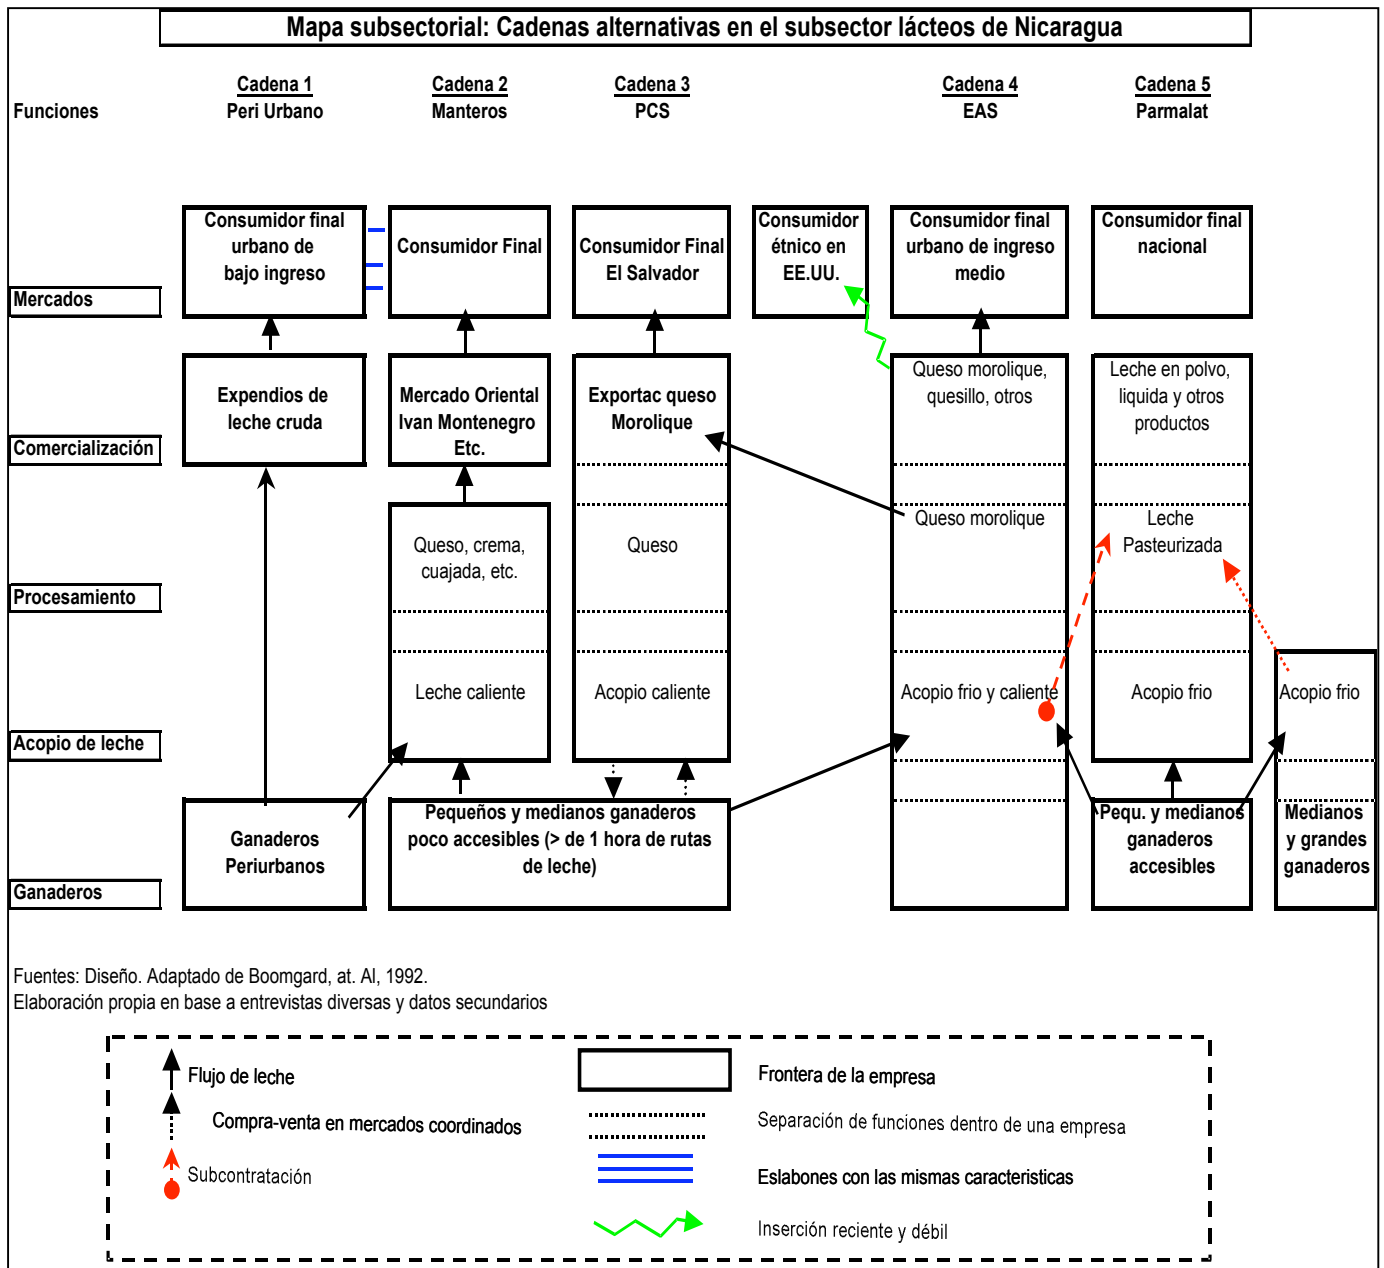 Mapa subsectorial: Cadenas alternativas en el subsector lácteos de Nicaragua
Funciones
Cadena 1
Peri Urbano
Cadena 2
Manteros
Cadena 3
PCS
Cadena 4
EAS
Cadena 5
Parmalat
Mercados
Consumidor final
urbano de
bajo ingreso
Consumidor Final
Consumidor Final
El Salvador
Consumidor
étnico en
EE.UU.
Consumidor final
urbano de ingreso
medio
Consumidor final
nacional
Comercialización
Expendios de
leche cruda
Mercado Oriental
Ivan Montenegro
Etc.
Exportac queso
Morolique
Queso morolique,
quesillo, otros
Leche en polvo,
liquida y otros
productos
Procesamiento
Queso, crema,
cuajada, etc.
Queso
Queso morolique
Leche
Pasteurizada
Acopio de leche
Leche caliente
Acopio caliente
Acopio frio y caliente
Acopio frio
Acopio frio
Ganaderos
Ganaderos
Periurbanos
Pequeños y medianos ganaderos
poco accesibles (> de 1 hora de rutas
de leche)
Pequ. y medianos
ganaderos
accesibles
Medianos
y grandes
ganaderos
Fuentes: Diseño. Adaptado de Boomgard, at. Al, 1992.
Elaboración propia en base a entrevistas diversas y datos secundarios
Flujo de leche
Compra-venta en mercados coordinados
Subcontratación
Frontera de la empresa
Separación de funciones dentro de una empresa
Eslabones con las mismas caracteristicas
Inserción reciente y débil